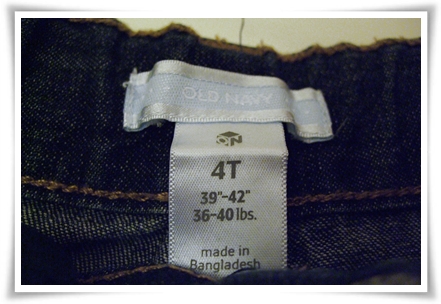 OLD NAVY
ON
4T
39"-42"
36-40 lbs.
made in
Bangladesh